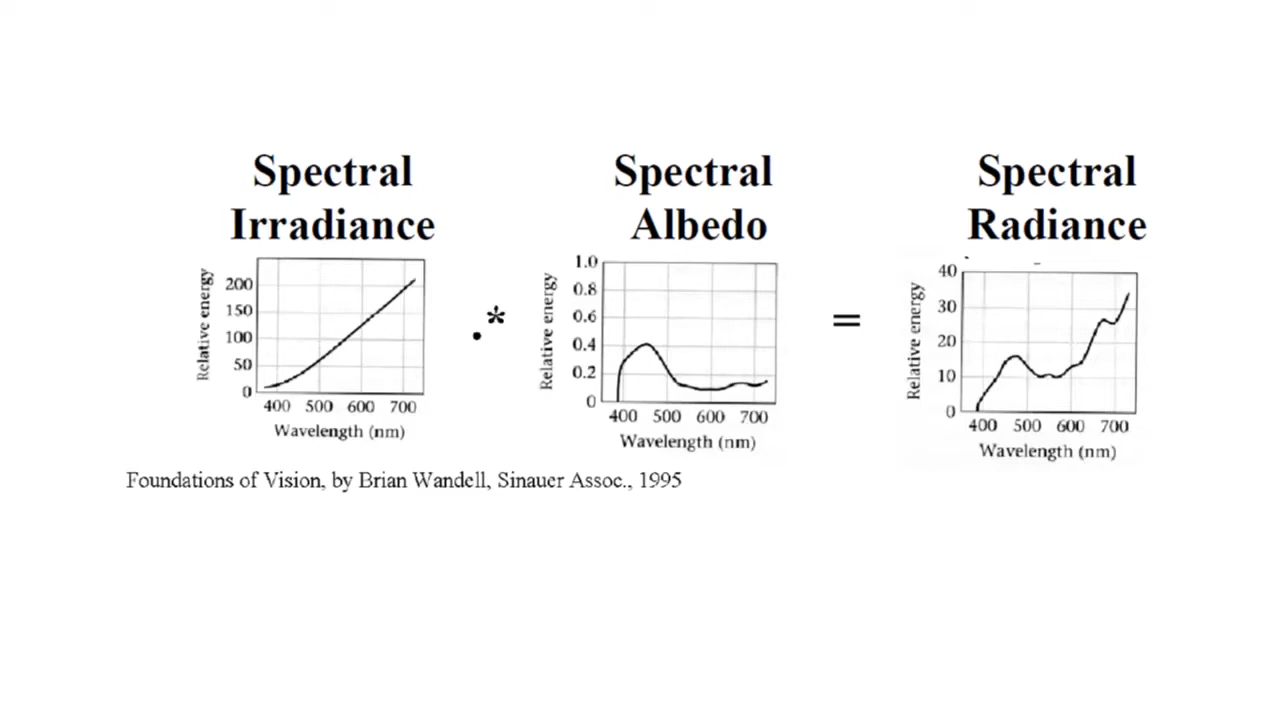 Spectral
Irradiance
Relative energy
200
150
100
50
0
400 500 600 700
Wavelength (nm)
.*
Spectral
Albedo
Relative energy
1.0
0.8
0.6
0.4
0.2
0
400 500 600 700
Wavelength (nm)
=
Spectral
Radiance
Relative energy
40
30
20
10
0
400 500 600 700
Wavelength (nm)
Foundations of Vision, by Brian Wandell, Sinauer Assoc., 1995